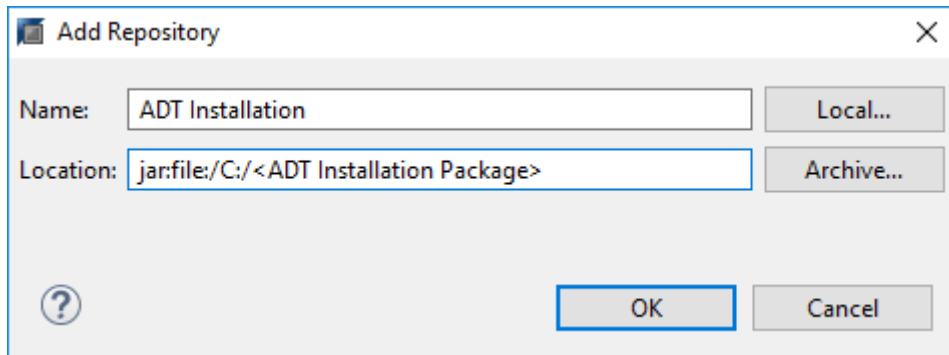 Add Repository
Name: ADT Installation Local...
Location: jar:file:/C:/<ADT Installation Package> Archive...
? OK Cancel